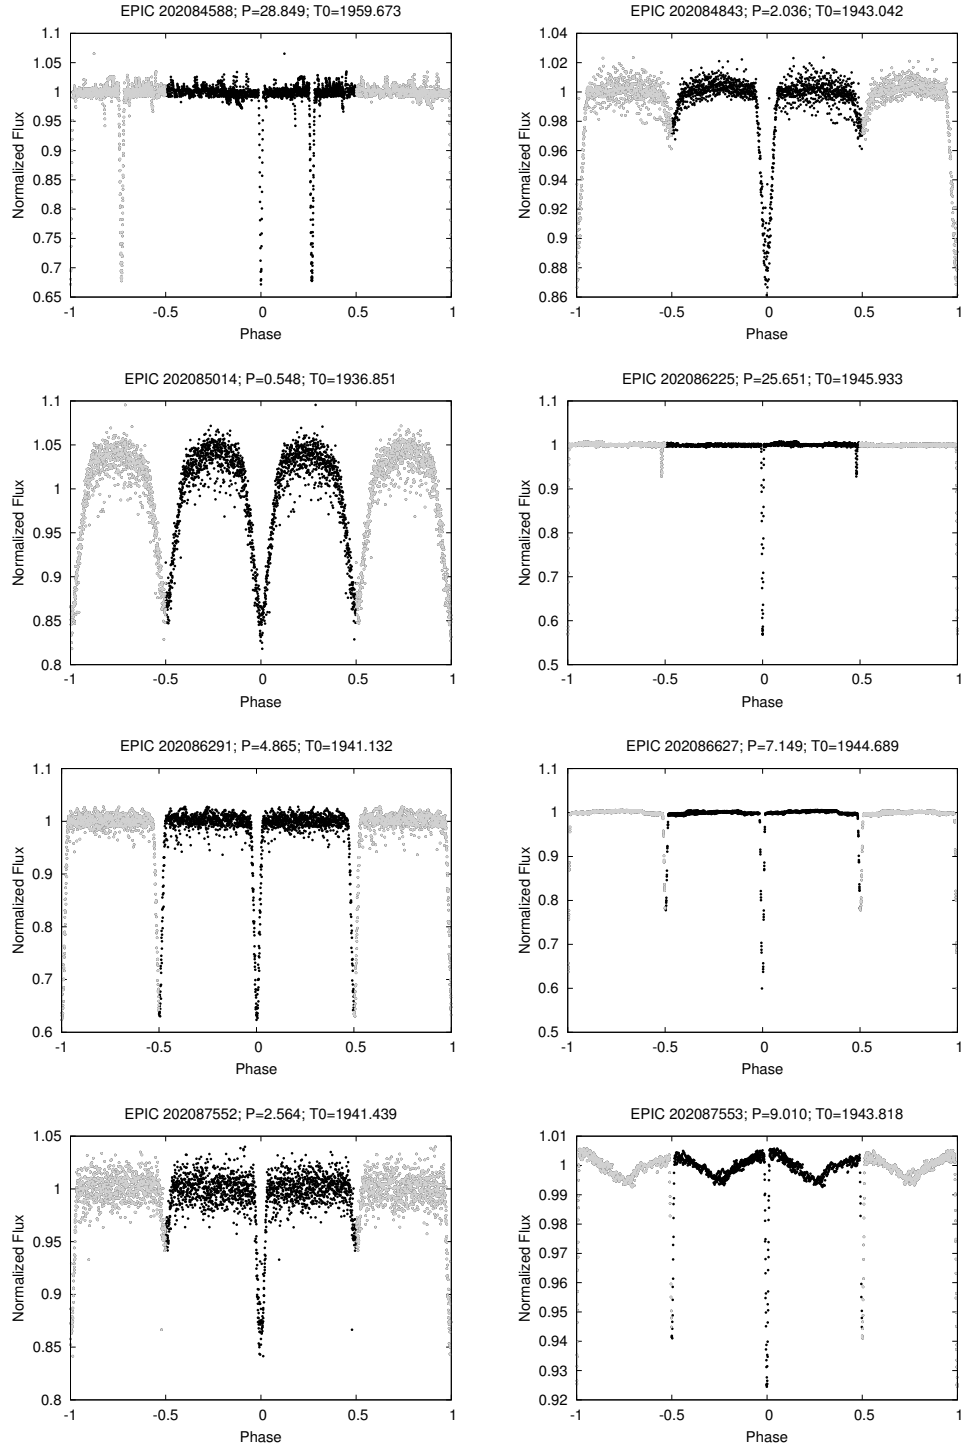 EPIC 202084588; P=28.849; T0=1959.673
Normalized Flux
1.1
1.05
1
0.95
0.9
0.85
0.8
0.75
0.7
0.65
-1 -0.5 0 0.5 1
Phase
EPIC 202084843; P=2.036; T0=1943.042
Normalized Flux
1.04
1.02
1
0.98
0.96
0.94
0.92
0.9
0.88
0.86
-1 -0.5 0 0.5 1
Phase
EPIC 202085014; P=0.548; T0=1936.851
Normalized Flux
1.1
1.05
1
0.95
0.9
0.85
0.8
-1 -0.5 0 0.5 1
Phase
EPIC 202086225; P=25.651; T0=1945.933
Normalized Flux
1.1
1
0.9
0.8
0.7
0.6
0.5
-1 -0.5 0 0.5 1
Phase
EPIC 202086291; P=4.865; T0=1941.132
Normalized Flux
1.1
1
0.9
0.8
0.7
0.6
-1 -0.5 0 0.5 1
Phase
EPIC 202086627; P=7.149; T0=1944.689
Normalized Flux
1.1
1
0.9
0.8
0.7
0.6
0.5
-1 -0.5 0 0.5 1
Phase
EPIC 202087552; P=2.564; T0=1941.439
Normalized Flux
1.05
1
0.95
0.9
0.85
0.8
-1 -0.5 0 0.5 1
Phase
EPIC 202087553; P=9.010; T0=1943.818
Normalized Flux
1.01
1
0.99
0.98
0.97
0.96
0.95
0.94
0.93
0.92
-1 -0.5 0 0.5 1
Phase